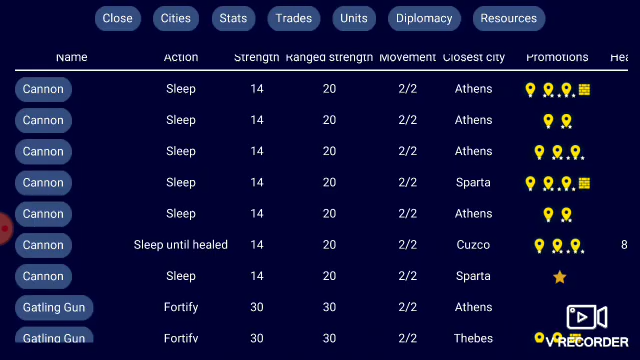 Close Cities Stats Trades Units Diplomacy Resources
Name Action Strength Ranged strength Movement Closest city Promotions Hea
Cannon Sleep 14 20 2/2 Athens
Cannon Sleep 14 20 2/2 Athens
Cannon Sleep 14 20 2/2 Athens
Cannon Sleep 14 20 2/2 Sparta
Cannon Sleep 14 20 2/2 Athens
Cannon Sleep until healed 14 20 2/2 Cuzco 8
Cannon Sleep 14 20 2/2 Sparta
Gatling Gun Fortify 30 30 2/2 Athens
Gatling Gun Fortify 30 30 2/2 Thebes
V RECORDER